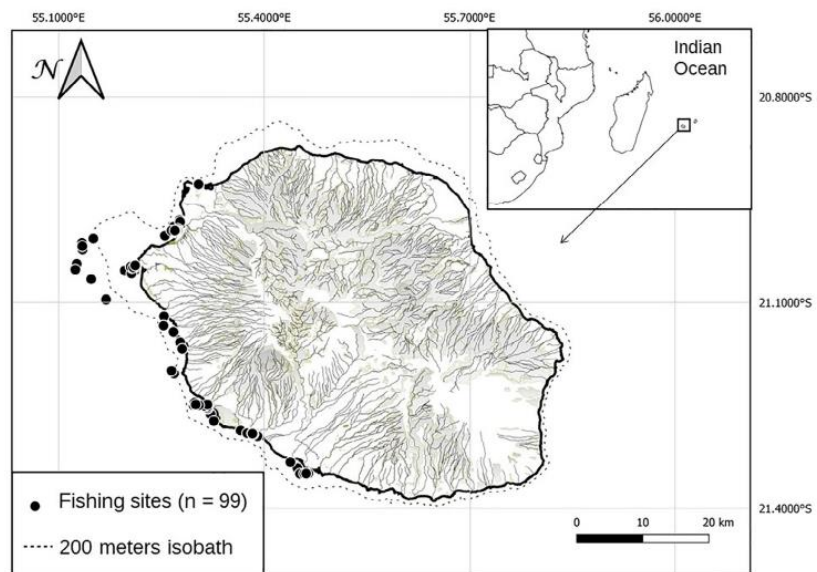 55.1000°E 55.4000°E 55.7000°E 56.0000°E
N
Indian
Ocean
20.8000°S
21.1000°S
21.4000°S
Fishing sites (n = 99)
200 meters isobath
0 10 20 km